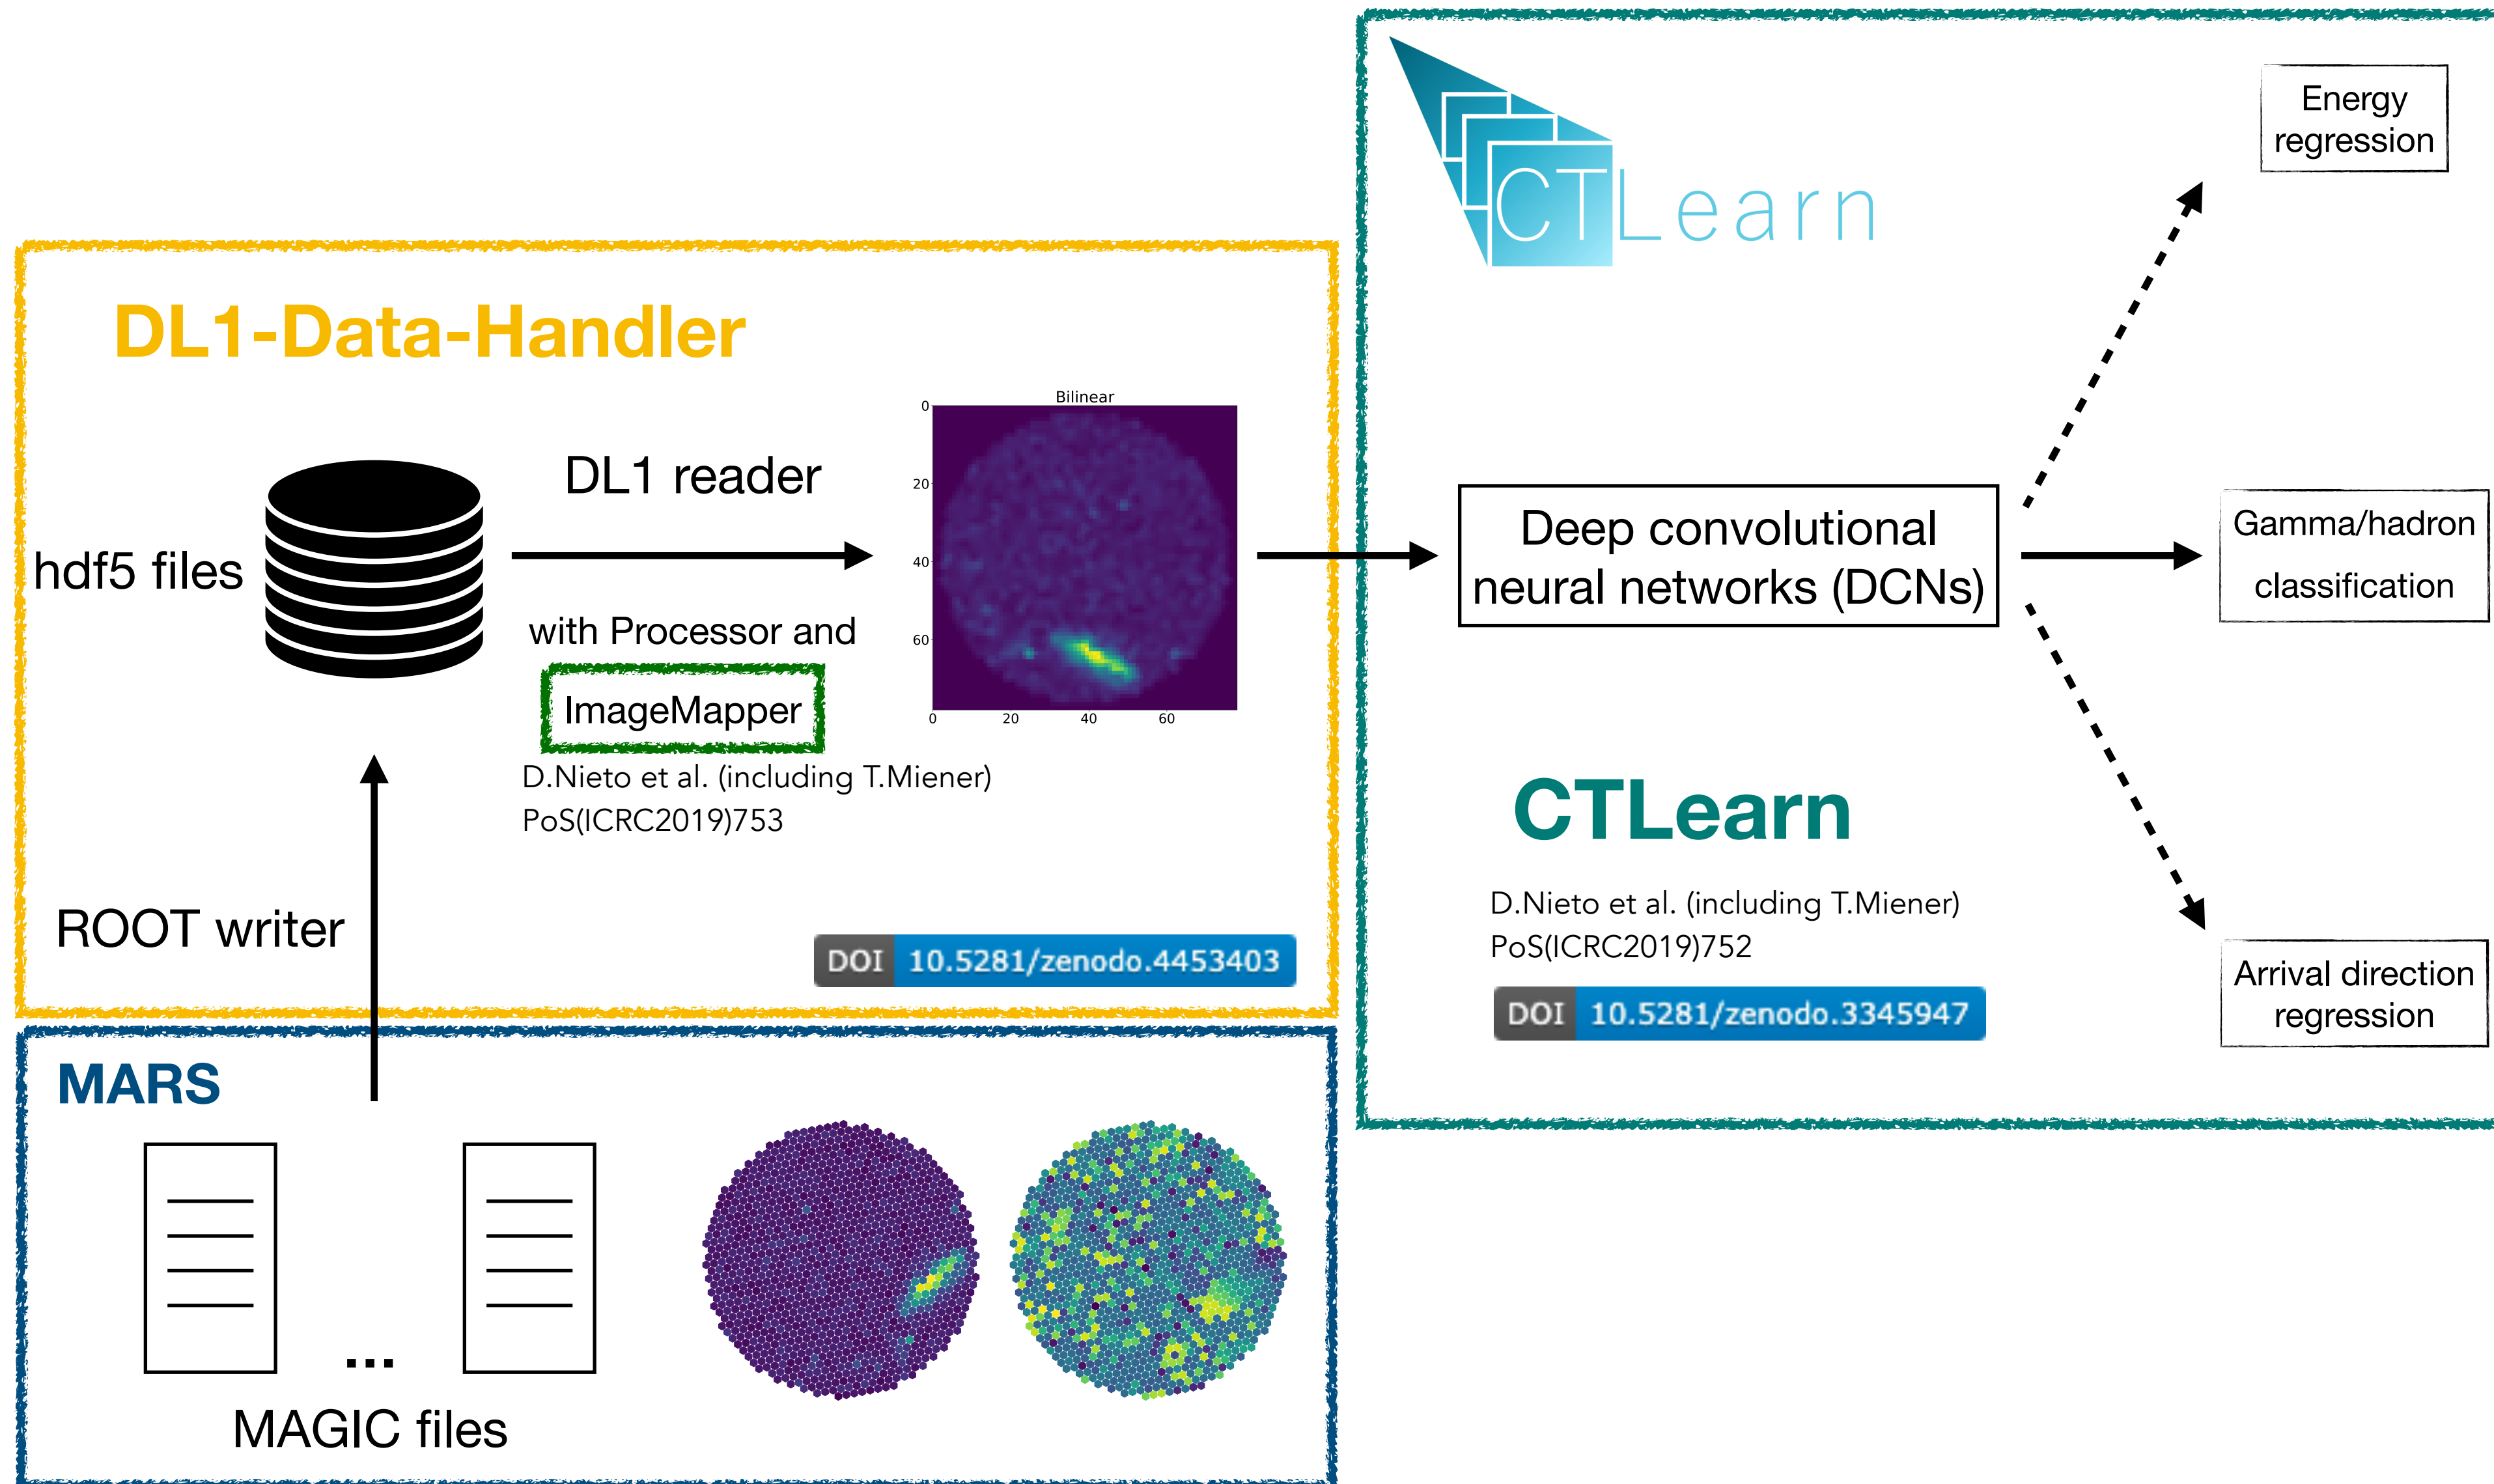 CTLearn
Energy
regression
DL1-Data-Handler
Bilinear
0
20
40
60
0 20 40 60
DL1 reader
hdf5 files
with Processor and
ImageMapper
D.Nieto et al. (including T.Miener)
PoS(ICRC2019)753
ROOT writer
DOI 10.5281/zenodo.4453403
Deep convolutional
neural networks (DCNs)
Gamma/hadron
classification
CTLearn
D.Nieto et al. (including T.Miener)
PoS(ICRC2019)752
DOI 10.5281/zenodo.3345947
Arrival direction
regression
MARS
...
MAGIC files